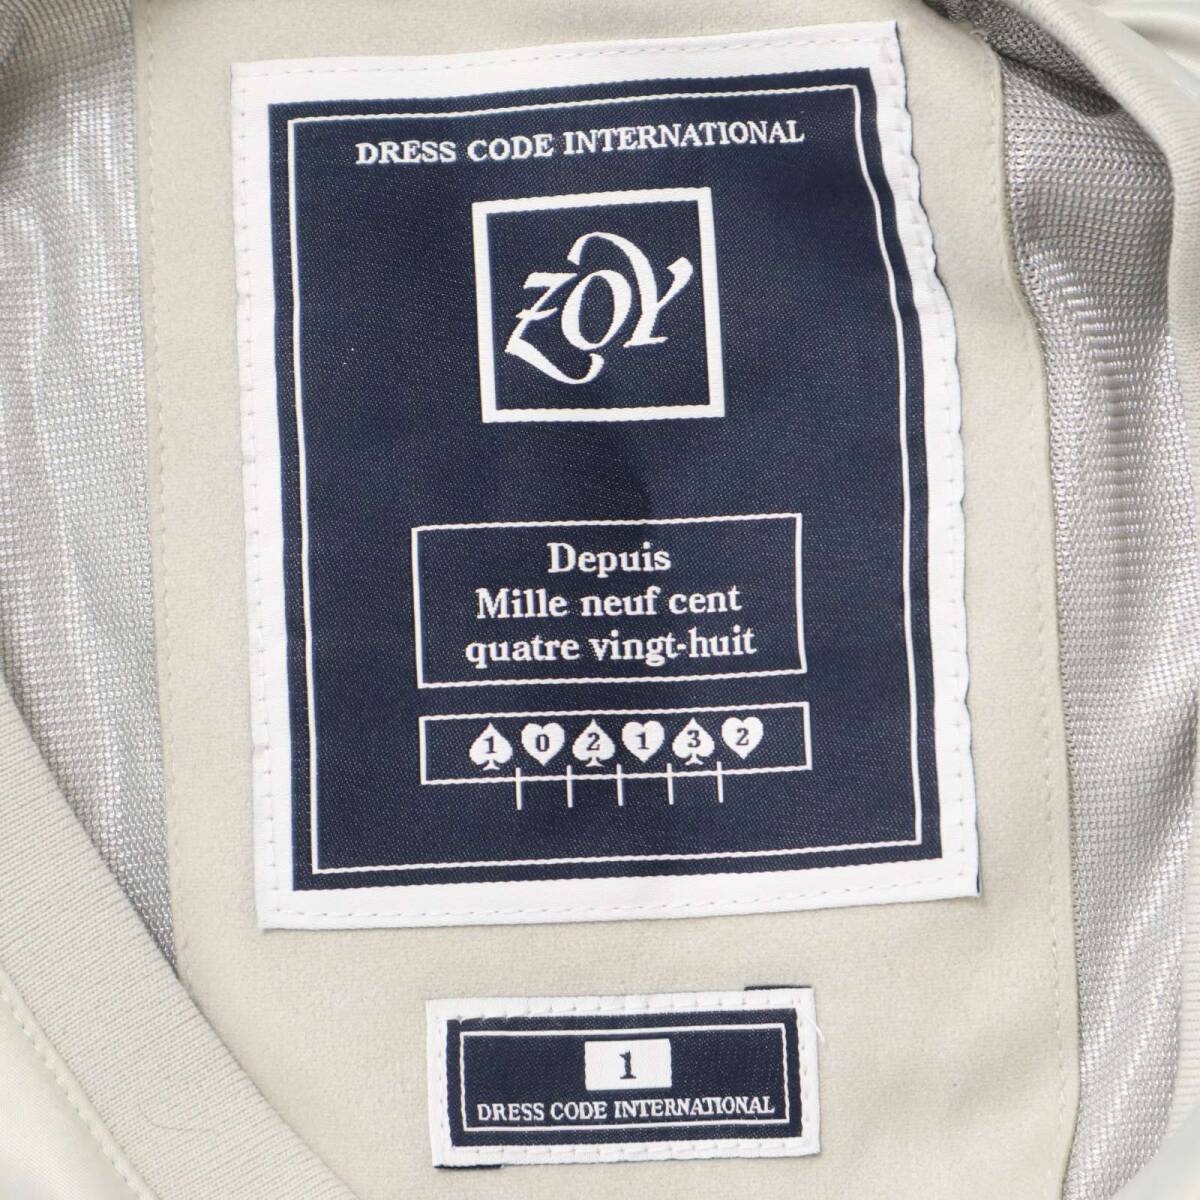 DRESS CODE INTERNATIONAL
ZOY
Depuis
Mille neuf cent
quatre vingt-huit
1 0 2 1 3 2
1
DRESS CODE INTERNATIONAL